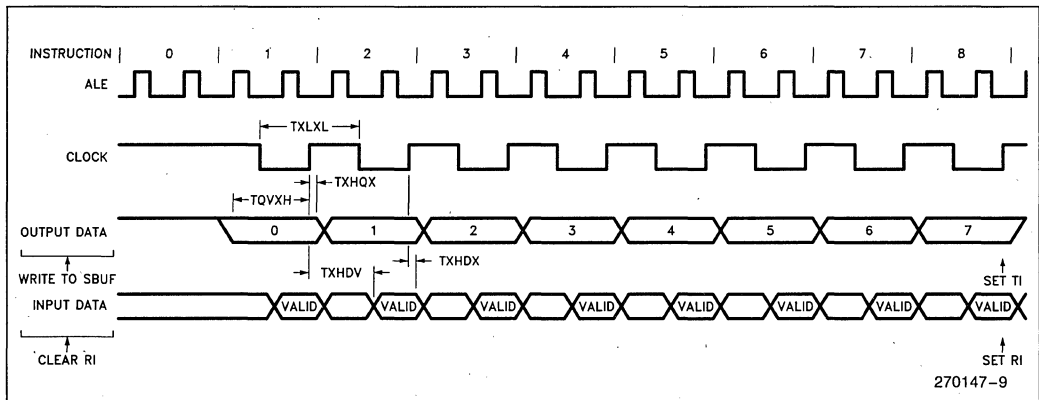 INSTRUCTION | 0 | 1 | 2 | 3 | 4 | 5 | 6 | 7 | 8 |
ALE
TXLXL
CLOCK
TXHQX
TQVXH
OUTPUT DATA 0 1 2 3 4 5 6 7
TXHDV TXHDX
WRITE TO SBUF SET TI
INPUT DATA VALID VALID VALID VALID VALID VALID VALID VALID
CLEAR RI SET RI
270147-9